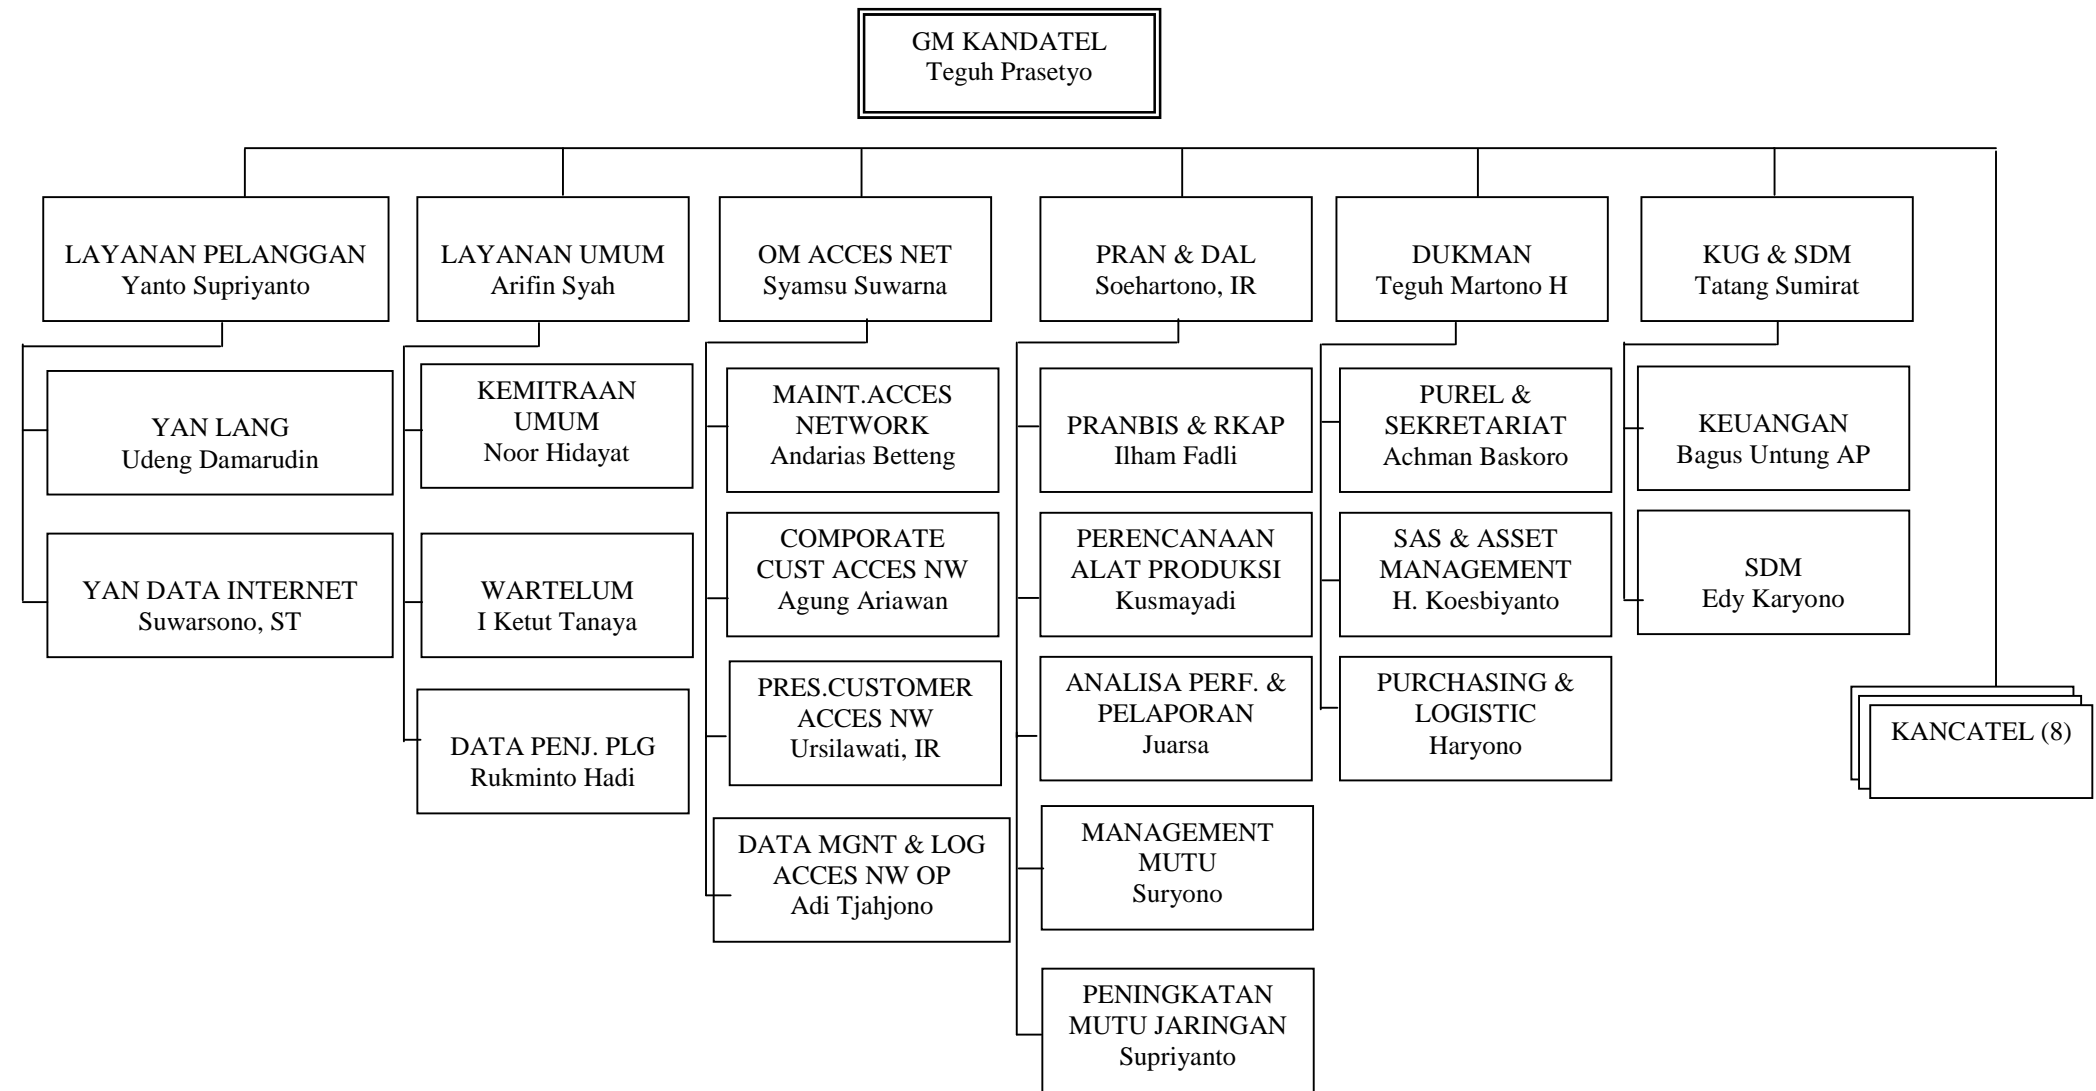 GM KANDATEL
Teguh Prasetyo
LAYANAN PELANGGAN
Yanto Supriyanto
LAYANAN UMUM
Arifin Syah
OM ACCES NET
Syamsu Suwarna
PRAN & DAL
Soehartono, IR
DUKMAN
Teguh Martono H
KUG & SDM
Tatang Sumirat
YAN LANG
Udeng Damarudin
YAN DATA INTERNET
Suwarsono, ST
KEMITRAAN
UMUM
Noor Hidayat
WARTELUM
I Ketut Tanaya
DATA PENJ. PLG
Rukminto Hadi
MAINT.ACCES
NETWORK
Andarias Betteng
COMPORATE
CUST ACCES NW
Agung Ariawan
PRES.CUSTOMER
ACCES NW
Ursilawati, IR
DATA MGNT & LOG
ACCES NW OP
Adi Tjahjono
PRANBIS & RKAP
Ilham Fadli
PERENCANAAN
ALAT PRODUKSI
Kusmayadi
ANALISA PERF. &
PELAPORAN
Juarsa
MANAGEMENT
MUTU
Suryono
PENINGKATAN
MUTU JARINGAN
Supriyanto
PUREL &
SEKRETARIAT
Achman Baskoro
SAS & ASSET
MANAGEMENT
H. Koesbiyanto
PURCHASING &
LOGISTIC
Haryono
KEUANGAN
Bagus Untung AP
SDM
Edy Karyono
KANCATEL (8)